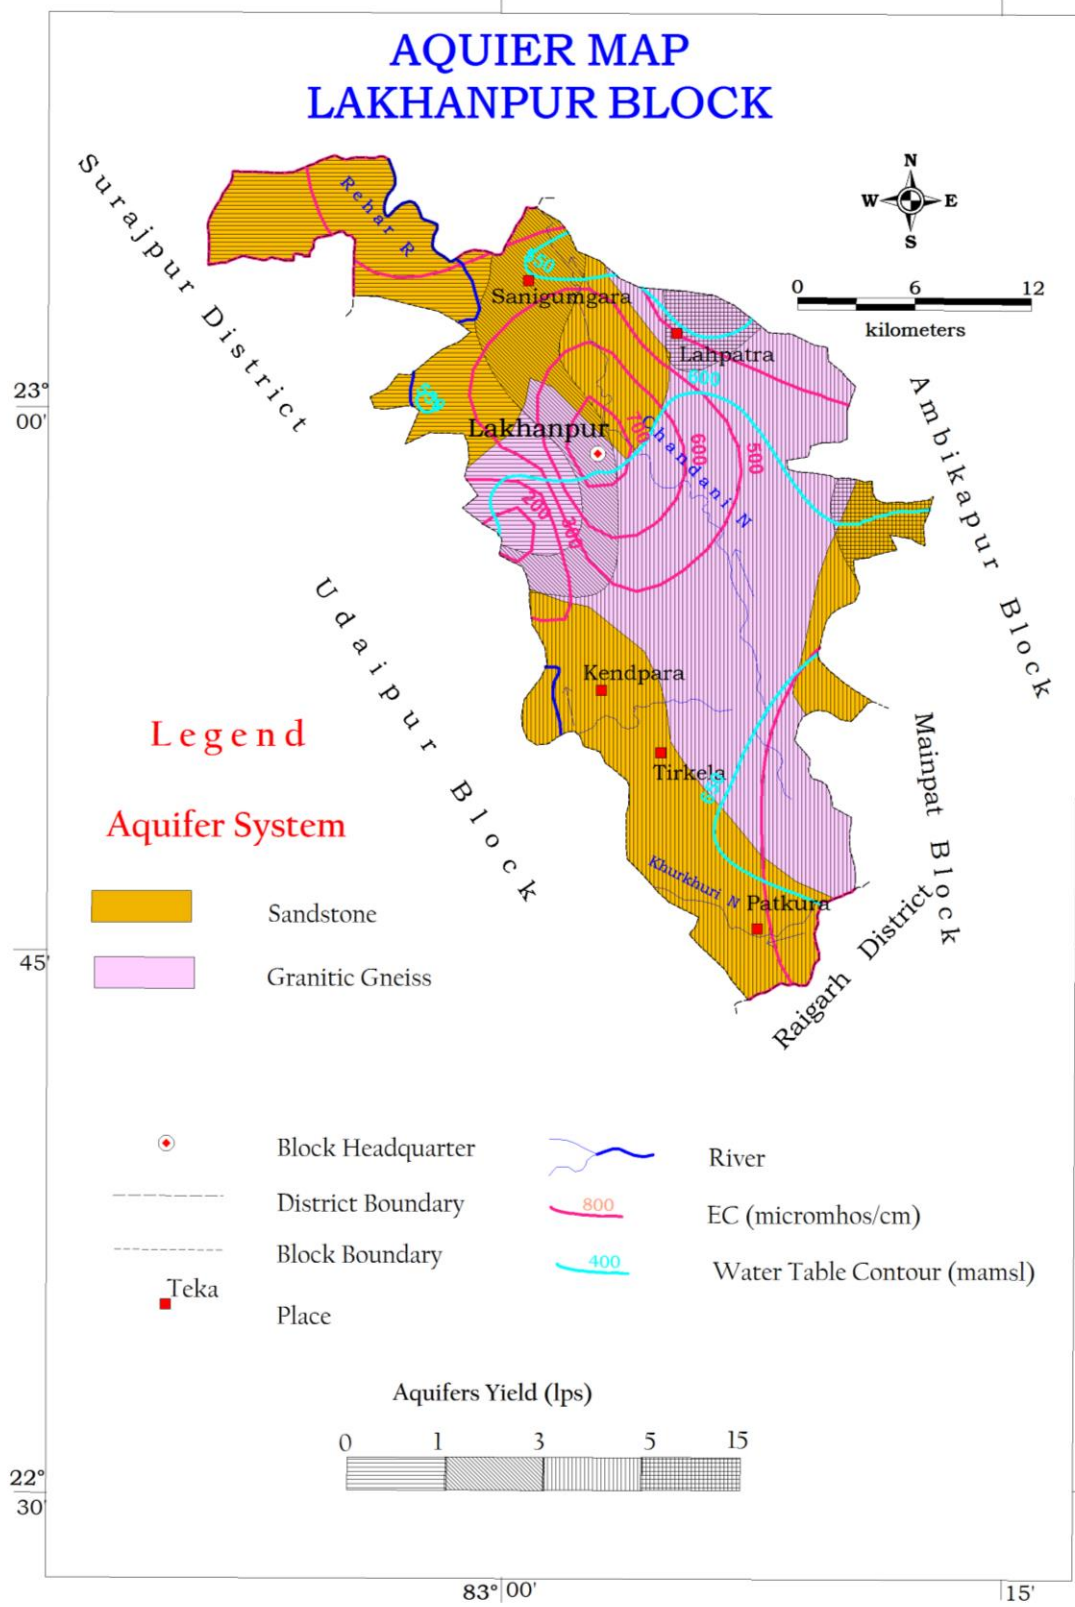 AQUIER MAP
LAKHANPUR BLOCK
Surajpur District
Rehar R
N
W E
S
0 6 12
kilometers
550
Sanigumgara
Lahpatra
600
23°
00'
Lakhanpur
700
600
500
Chandani N
200
300
Ambikapur Block
Udaipur Block
Kendpara
Tirkela
Mainpat Block
Khurkhuri N
Patkura
Raigarh District
45'
Legend
Aquifer System
Sandstone
Granitic Gneiss
Block Headquarter
District Boundary
Block Boundary
Teka
Place
River
800
EC (micromhos/cm)
400
Water Table Contour (mamsl)
Aquifers Yield (lps)
0 1 3 5 15
22°
30'
83° 00' 15'